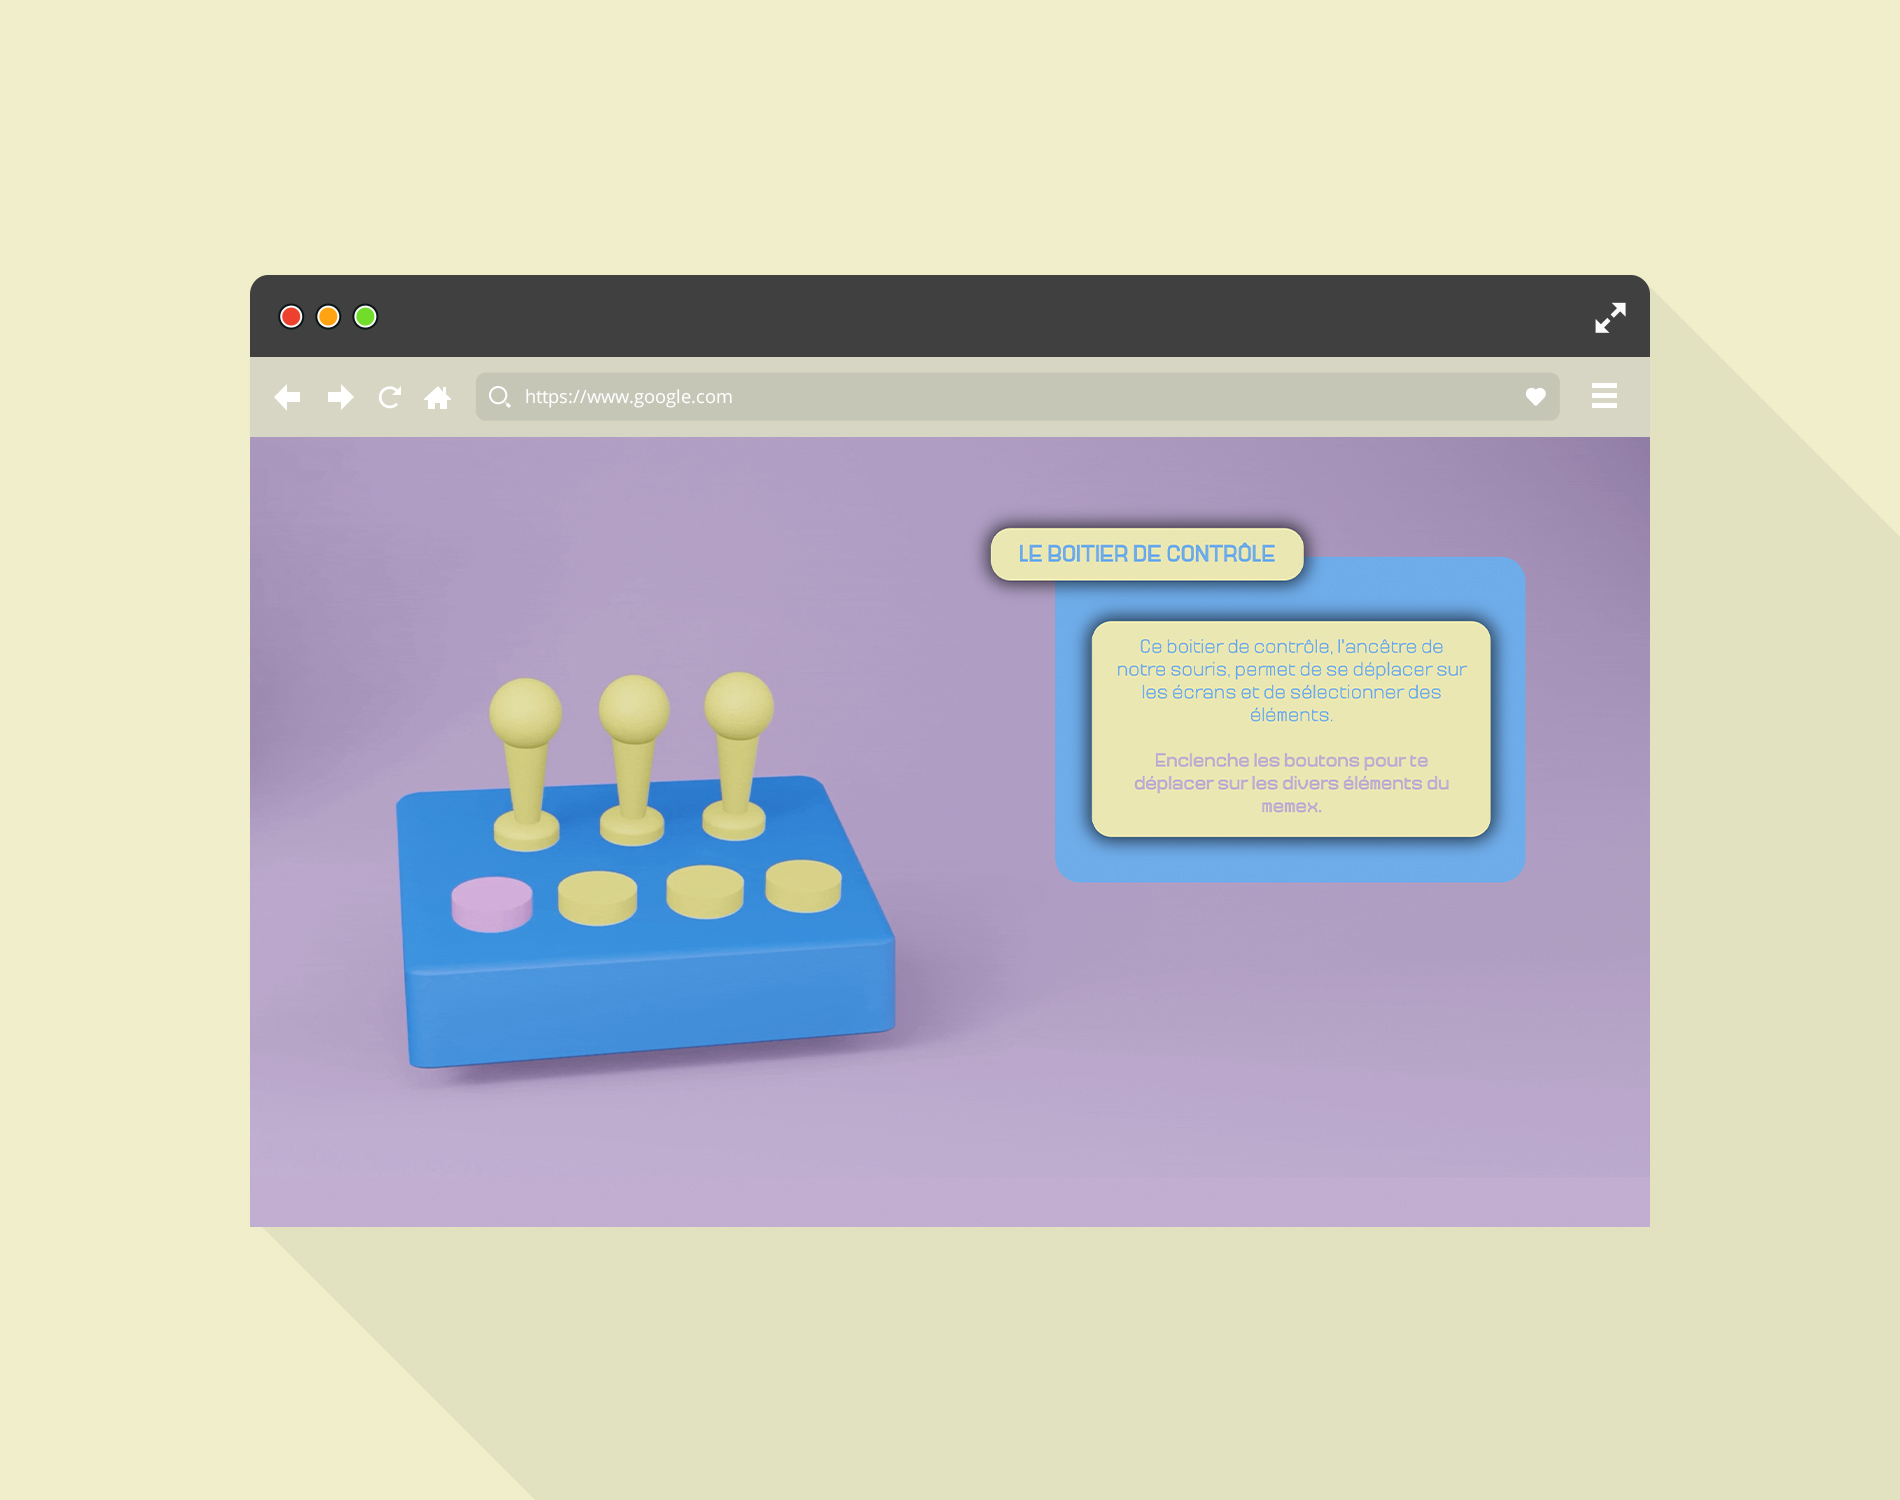 https://www.google.com
LE BOITIER DE CONTRÔLE
Ce boitier de contrôle, l'ancêtre de
notre souris, permet de se déplacer sur
les écrans et de sélectionner des
éléments.
Enclenche les boutons pour te
déplacer sur les divers éléments du
memex.